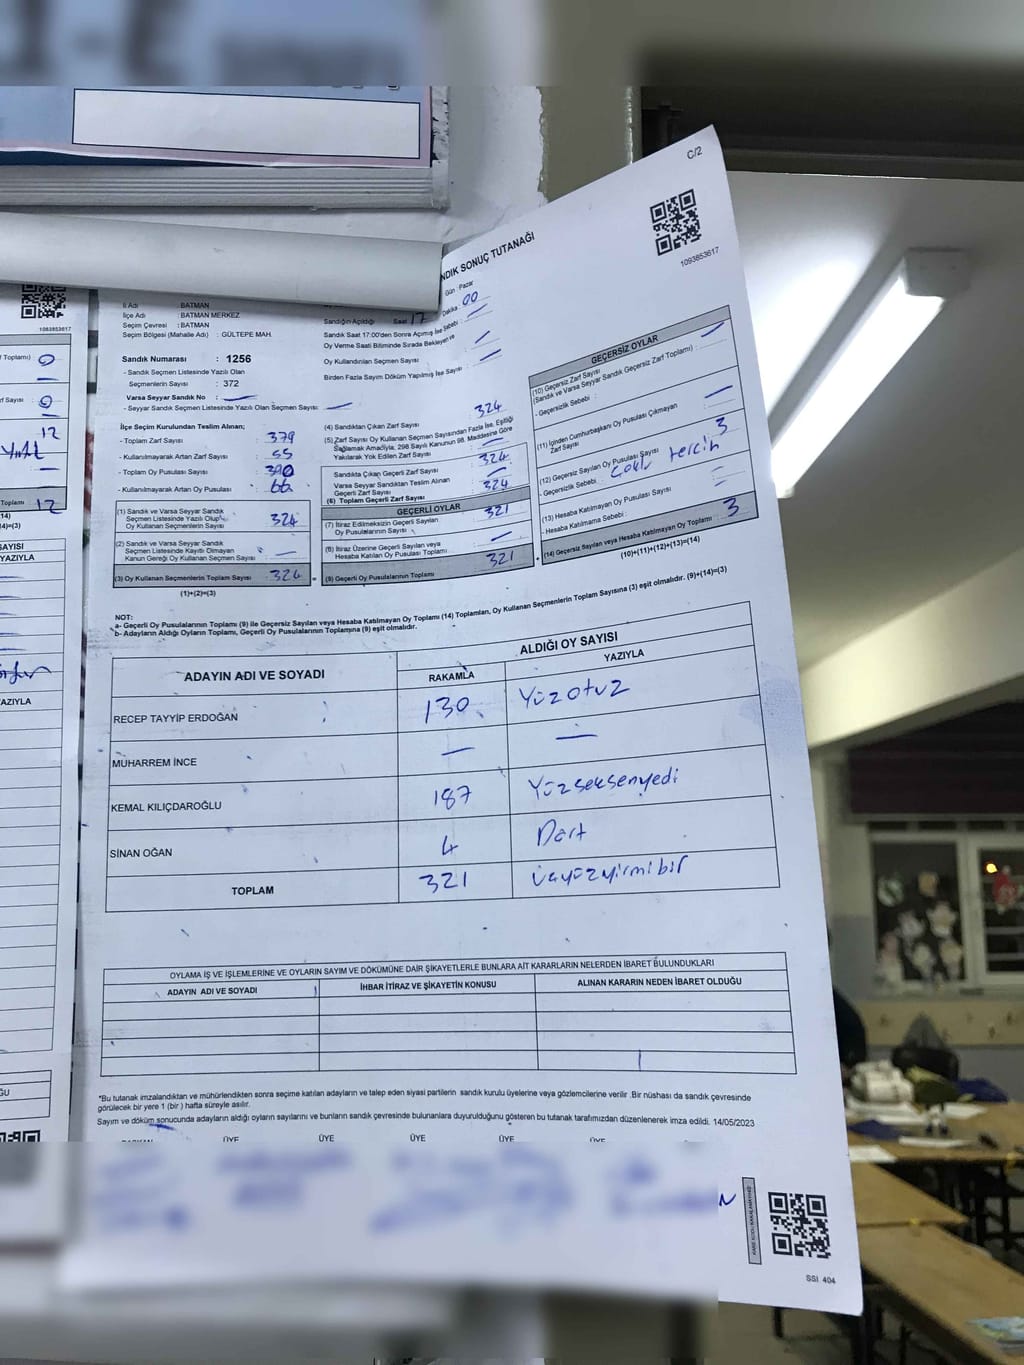 C/2
1093853617
NDIK SONUÇ TUTANAĞI
Gün : Pazar
İl Adı : BATMAN
İlçe Adı : BATMAN MERKEZ
Seçim Çevresi : BATMAN
Seçim Bölgesi (Mahalle Adı) : GÜLTEPE MAH.
Sandık Numarası : 1256
- Sandık Seçmen Listesinde Yazılı Olan
Seçmenlerin Sayısı : 372
Varsa Seyyar Sandık No : —
- Seyyar Sandık Seçmen Listesinde Yazılı Olan Seçmen Sayısı : —
Sandığın Açıldığı Saat : 17 Dakika : 00
Sandık Saat 17:00'den Sonra Açılmış İse Sebebi : —
Oy Verme Saati Bitiminde Sırada Bekleyen ve
Oy Kullandırılan Seçmen Sayısı : —
Birden Fazla Sayım Döküm Yapılmış İse Sayısı : —
İlçe Seçim Kurulundan Teslim Alınan;
- Toplam Zarf Sayısı : 379
- Kullanılmayarak Artan Zarf Sayısı : 55
- Toplam Oy Pusulası Sayısı : 390
- Kullanılmayarak Artan Oy Pusulası : 66
(1) Sandık ve Varsa Seyyar Sandık
Seçmen Listesinde Yazılı Olup
Oy Kullanan Seçmenlerin Sayısı : 324
(2) Sandık ve Varsa Seyyar Sandık
Seçmen Listesinde Kayıtlı Olmayan
Kanun Gereği Oy Kullanan Seçmen Sayısı : —
(3) Oy Kullanan Seçmenlerin Toplam Sayısı : 324
(1)+(2)=(3)
(4) Sandıktan Çıkan Zarf Sayısı : 324
(5) Zarf Sayısı Oy Kullanan Seçmen Sayısından Fazla İse, Eşitliği
Sağlamak Amacıyla, 298 Sayılı Kanunun 98. Maddesine Göre
Yakılarak Yok Edilen Zarf Sayısı
Sandıkta Çıkan Geçerli Zarf Sayısı : 324
Varsa Seyyar Sandıktan Teslim Alınan
Geçerli Zarf Sayısı : —
(6) Toplam Geçerli Zarf Sayısı : 324
GEÇERLİ OYLAR
(7) İtiraz Edilmeksizin Geçerli Sayılan
Oy Pusulasının Sayısı : 321
(8) İtiraz Üzerine Geçerli Sayılan veya
Hesaba Katılan Oy Pusulası Toplamı : —
(9) Geçerli Oy Pusulalarının Toplamı : 321
GEÇERSİZ OYLAR
(10) Geçersiz Zarf Sayısı
(Sandık ve Varsa Seyyar Sandık Geçersiz Zarf Toplamı) : —
- Geçersizlik Sebebi :
(11) İçinden Cumhurbaşkanı Oy Pusulası Çıkmayan
Zarf Sayısı : —
(12) Geçersiz Sayılan Oy Pusulası Sayısı : 3
- Geçersizlik Sebebi : Çoklu tercih
(13) Hesaba Katılmayan Oy Pusulası Sayısı : —
- Hesaba Katılmama Sebebi : —
(14) Geçersiz Sayılan veya Hesaba Katılmayan Oy Toplamı : 3
(10)+(11)+(12)+(13)=(14)
NOT:
a- Geçerli Oy Pusulalarının Toplamı (9) ile Geçersiz Sayılan veya Hesaba Katılmayan Oy Toplamı (14) Toplamları, Oy Kullanan Seçmenlerin Toplam Sayısına (3) eşit olmalıdır. (9)+(14)=(3)
b- Adayların Aldığı Oyların Toplamı, Geçerli Oy Pusulalarının Toplamına (9) eşit olmalıdır.
ADAYIN ADI VE SOYADI
ALDIĞI OY SAYISI
RAKAMLA YAZIYLA
RECEP TAYYİP ERDOĞAN 130 Yüzotuz
MUHARREM İNCE — —
KEMAL KILIÇDAROĞLU 187 Yüzseksenyedi
SİNAN OĞAN 4 Dört
TOPLAM 321 Üçyüzyirmibir
OYLAMA İŞ VE İŞLEMLERİNE VE OYLARIN SAYIM VE DÖKÜMÜNE DAİR ŞİKAYETLERLE BUNLARA AİT KARARLARIN NELERDEN İBARET BULUNDUKLARI
ADAYIN ADI VE SOYADI İHBAR İTİRAZ VE ŞİKAYETİN KONUSU ALINAN KARARIN NEDEN İBARET OLDUĞU
*Bu tutanak imzalandıktan ve mühürlendikten sonra seçime katılan adayların ve talep eden siyasi partilerin sandık kurulu üyelerine veya gözlemcilerine verilir .Bir nüshası da sandık çevresinde
görülecek bir yere 1 (bir ) hafta süreyle asılır.
Sayım ve döküm sonucunda adayların aldığı oyların sayılarını ve bunların sandık çevresinde bulunanlara duyurulduğunu gösteren bu tutanak tarafımızdan düzenlenerek imza edildi. 14/05/2023
ÜYE ÜYE ÜYE ÜYE ÜYE
SSI 404
1093853617
Toplamı)
Sayısı :
12
Toplamı 12
14)
4)=(3)
SAYISI
YAZIYLA
AZIYLA
ĞU